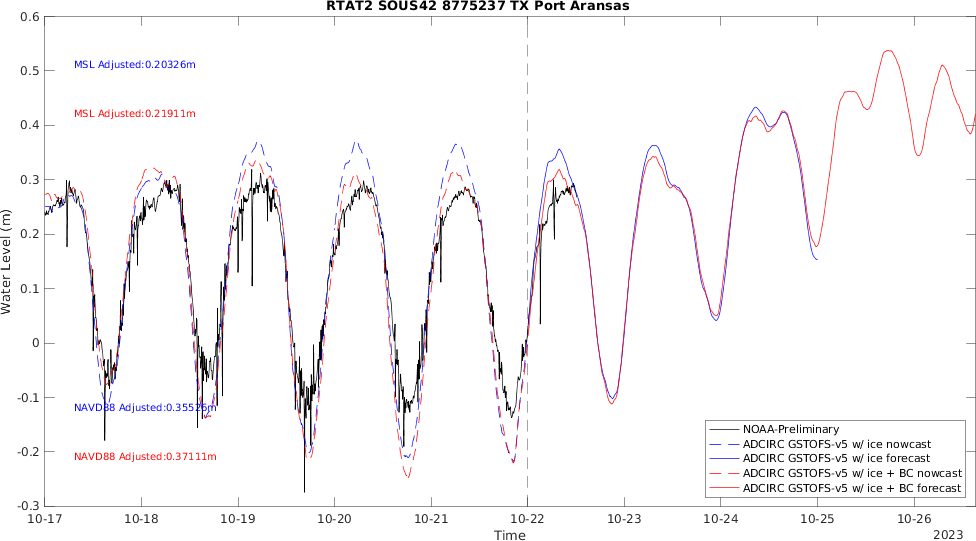 RTAT2 SOUS42 8775237 TX Port Aransas
0.6
0.5
0.4
0.3
0.2
0.1
0
-0.1
-0.2
-0.3
Water Level (m)
MSL Adjusted:0.20326m
MSL Adjusted:0.21911m
NAVD88 Adjusted:0.35526m
NAVD88 Adjusted:0.37111m
NOAA-Preliminary
ADCIRC GSTOFS-v5 w/ ice nowcast
ADCIRC GSTOFS-v5 w/ ice forecast
ADCIRC GSTOFS-v5 w/ ice + BC nowcast
ADCIRC GSTOFS-v5 w/ ice + BC forecast
10-17 10-18 10-19 10-20 10-21 10-22 10-23 10-24 10-25 10-26
Time
2023